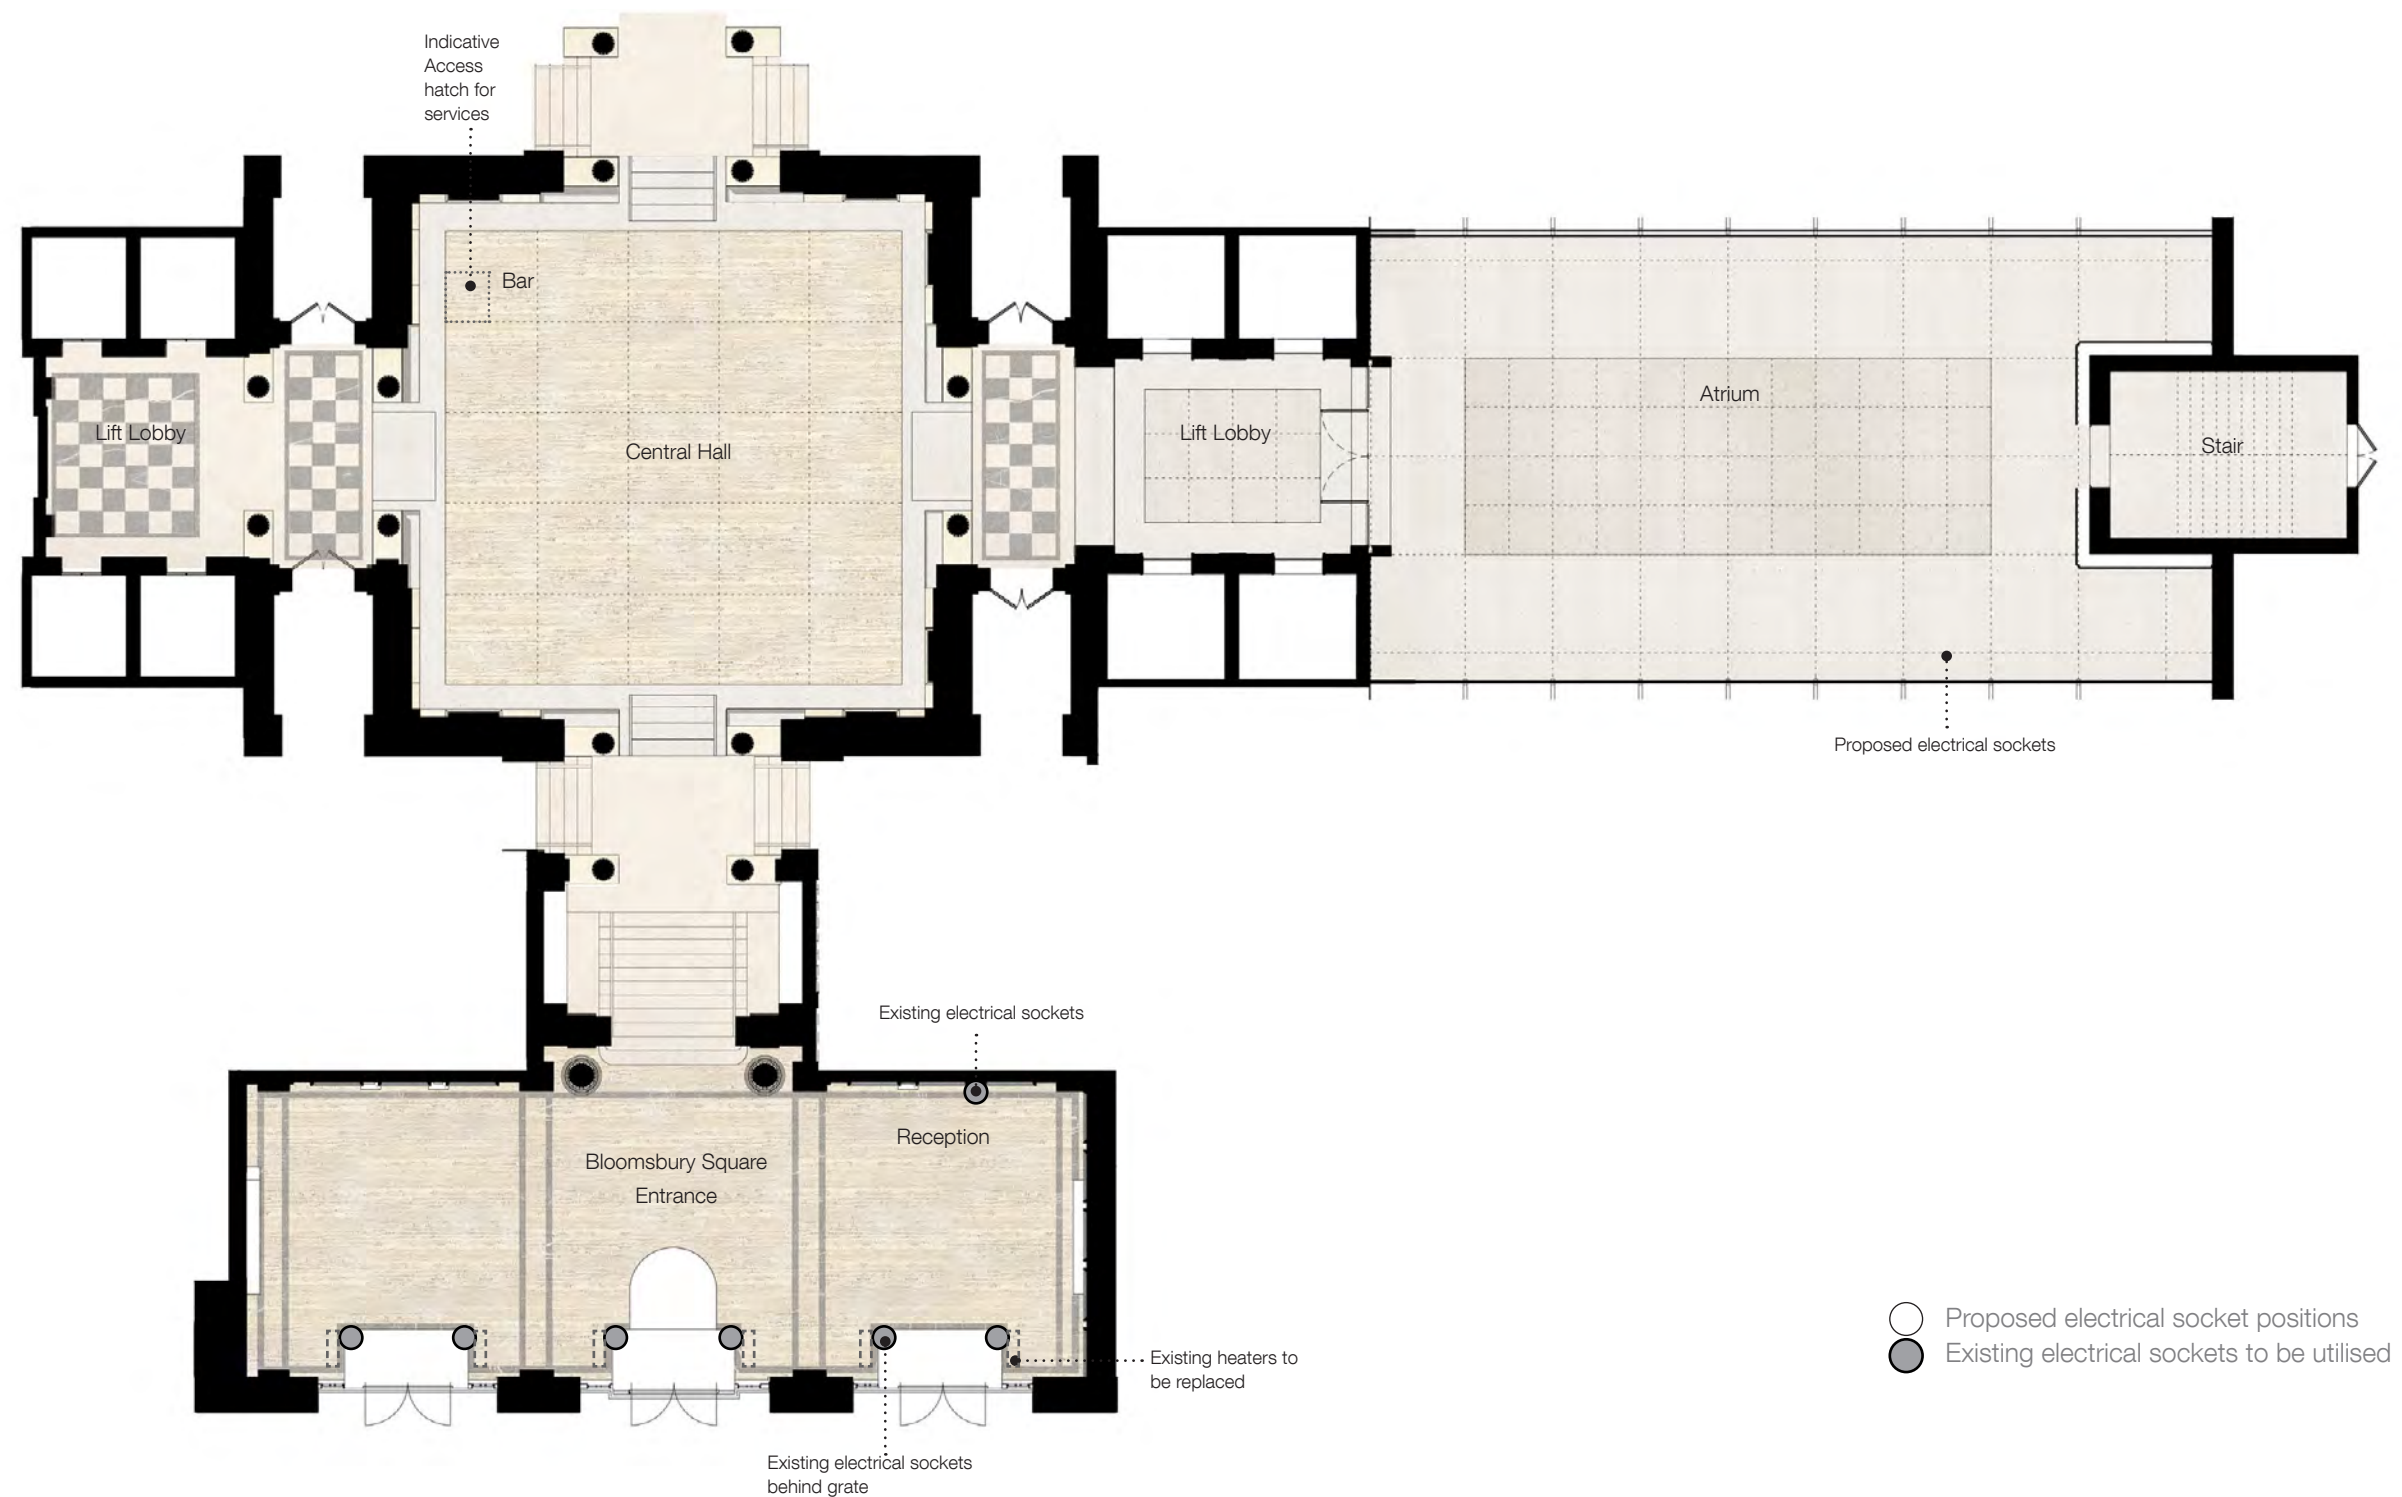 Indicative
Access
hatch for
services
Bar
Lift Lobby
Central Hall
Lift Lobby
Atrium
Stair
Proposed electrical sockets
Existing electrical sockets
Reception
Bloomsbury Square
Entrance
Proposed electrical socket positions
Existing electrical sockets to be utilised
Existing heaters to
be replaced
Existing electrical sockets
behind grate